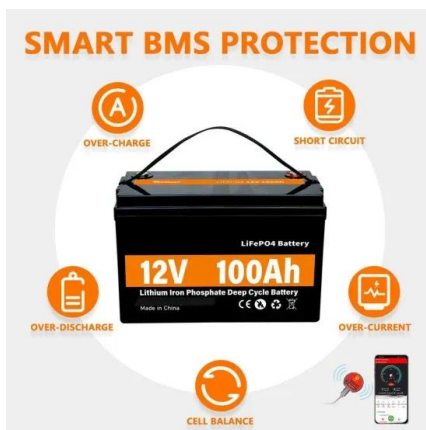 SMART BMS PROTECTION
OVER-CHARGE
SHORT CIRCUIT
LiFePO4 Battery
12V 100Ah
Lithium Iron Phosphate Deep Cycle Battery
Made in China
CE
OVER-DISCHARGE
OVER-CURRENT
CELL BALANCE